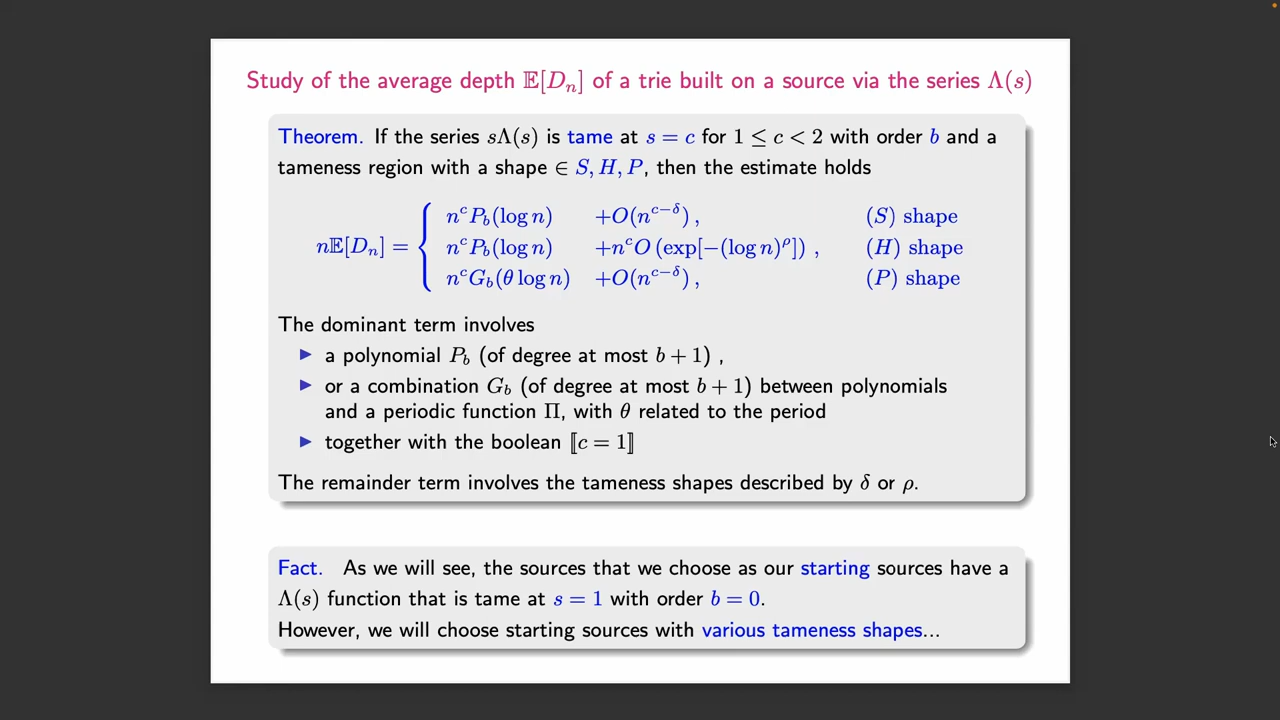 Study of the average depth 𝔼[Dₙ] of a trie built on a source via the series Λ(s)
Theorem. If the series sΛ(s) is tame at s = c for 1 ≤ c < 2 with order b and a
tameness region with a shape ∈ S, H, P, then the estimate holds
n^c P_b(log n) +O(n^{c−δ}) , (S) shape
n𝔼[Dₙ] = { n^c P_b(log n) +n^c O (exp[−(log n)^ρ]) , (H) shape
n^c G_b(θ log n) +O(n^{c−δ}) , (P) shape
The dominant term involves
▶ a polynomial P_b (of degree at most b + 1) ,
▶ or a combination G_b (of degree at most b + 1) between polynomials
and a periodic function Π, with θ related to the period
▶ together with the boolean ⟦c = 1⟧
The remainder term involves the tameness shapes described by δ or ρ.
Fact. As we will see, the sources that we choose as our starting sources have a
Λ(s) function that is tame at s = 1 with order b = 0.
However, we will choose starting sources with various tameness shapes...